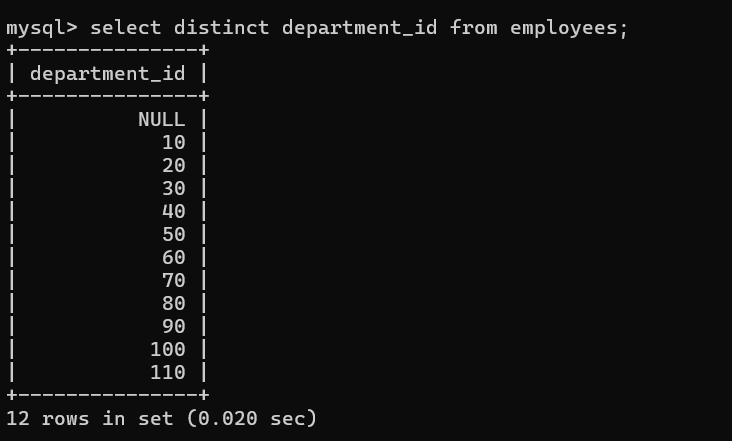 mysql> select distinct department_id from employees;
+---------------+
| department_id |
+---------------+
|          NULL |
|            10 |
|            20 |
|            30 |
|            40 |
|            50 |
|            60 |
|            70 |
|            80 |
|            90 |
|           100 |
|           110 |
+---------------+
12 rows in set (0.020 sec)